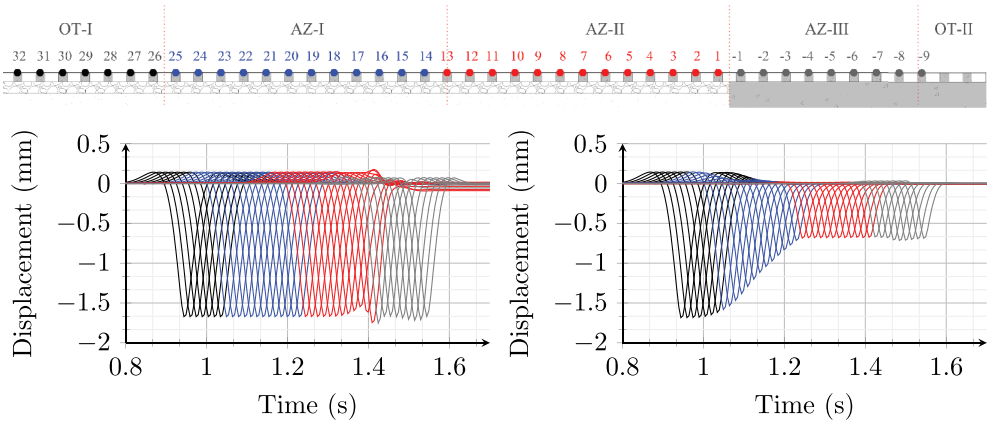 OT-I AZ-I AZ-II AZ-III OT-II
32 31 30 29 28 27 26 25 24 23 22 21 20 19 18 17 16 15 14 13 12 11 10 9 8 7 6 5 4 3 2 1 -1 -2 -3 -4 -5 -6 -7 -8 -9
Displacement (mm)
0.5
0
−0.5
−1
−1.5
−2
0.8 1 1.2 1.4 1.6
Time (s)
Displacement (mm)
0.5
0
−0.5
−1
−1.5
−2
0.8 1 1.2 1.4 1.6
Time (s)